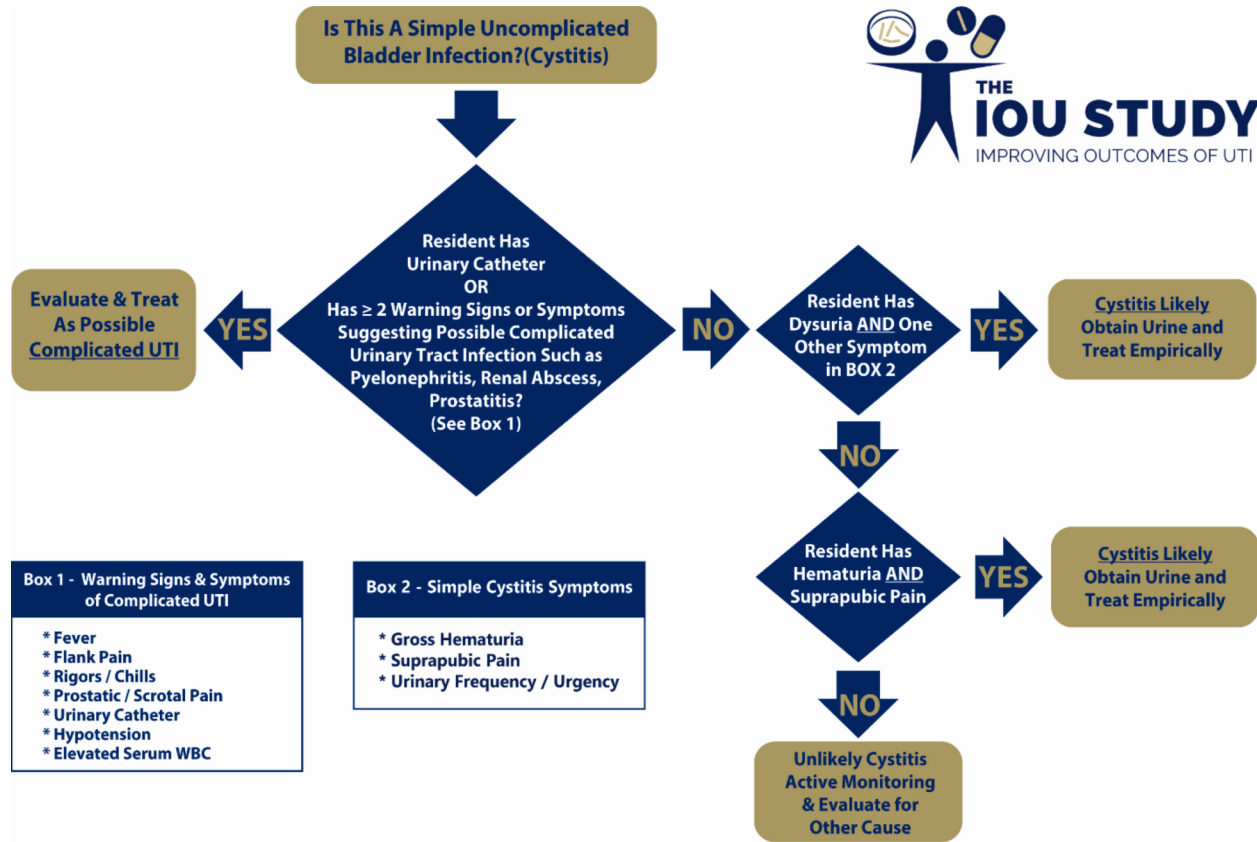 Is This A Simple Uncomplicated
Bladder Infection?(Cystitis)
THE
IOU STUDY
IMPROVING OUTCOMES OF UTI
Resident Has
Urinary Catheter
OR
Has ≥ 2 Warning Signs or Symptoms
Suggesting Possible Complicated
Urinary Tract Infection Such as
Pyelonephritis, Renal Abscess,
Prostatitis?
(See Box 1)
YES
Evaluate & Treat
As Possible
Complicated UTI
NO
Resident Has
Dysuria AND One
Other Symptom
in BOX 2
YES
Cystitis Likely
Obtain Urine and
Treat Empirically
NO
Resident Has
Hematuria AND
Suprapubic Pain
YES
Cystitis Likely
Obtain Urine and
Treat Empirically
NO
Unlikely Cystitis
Active Monitoring
& Evaluate for
Other Cause
Box 1 - Warning Signs & Symptoms
of Complicated UTI
* Fever
* Flank Pain
* Rigors / Chills
* Prostatic / Scrotal Pain
* Urinary Catheter
* Hypotension
* Elevated Serum WBC
Box 2 - Simple Cystitis Symptoms
* Gross Hematuria
* Suprapubic Pain
* Urinary Frequency / Urgency